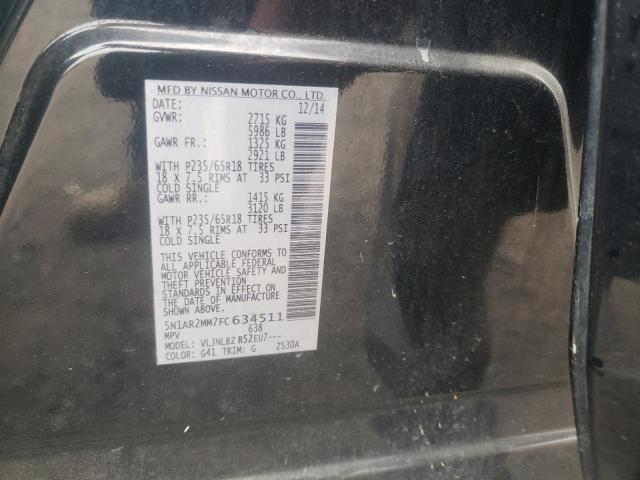 MFD BY NISSAN MOTOR CO., LTD.
DATE: 12/14
GVWR: 2715 KG
5986 LB
GAWR FR.: 1325 KG
2921 LB
WITH P235/65R18 TIRES
18 X 7.5 RIMS AT 33 PSI
COLD SINGLE
GAWR RR.: 1415 KG
3120 LB
WITH P235/65R18 TIRES
18 X 7.5 RIMS AT 33 PSI
COLD SINGLE
THIS VEHICLE CONFORMS TO
ALL APPLICABLE FEDERAL
MOTOR VEHICLE SAFETY AND
THEFT PREVENTION
STANDARDS IN EFFECT ON
THE DATE OF MANUFACTURE
SHOWN ABOVE.
5N1AR2MM7FC634511
MPV 638
MODEL: VLJNLBZ R5ZEU7---
COLOR: G41 TRIM: G ZS30A